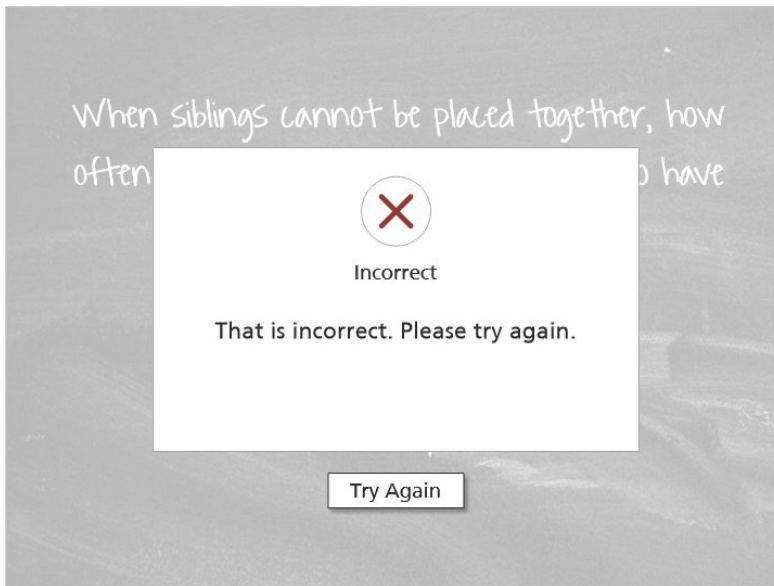 When siblings cannot be placed together, how
often have
Incorrect
That is incorrect. Please try again.
Try Again